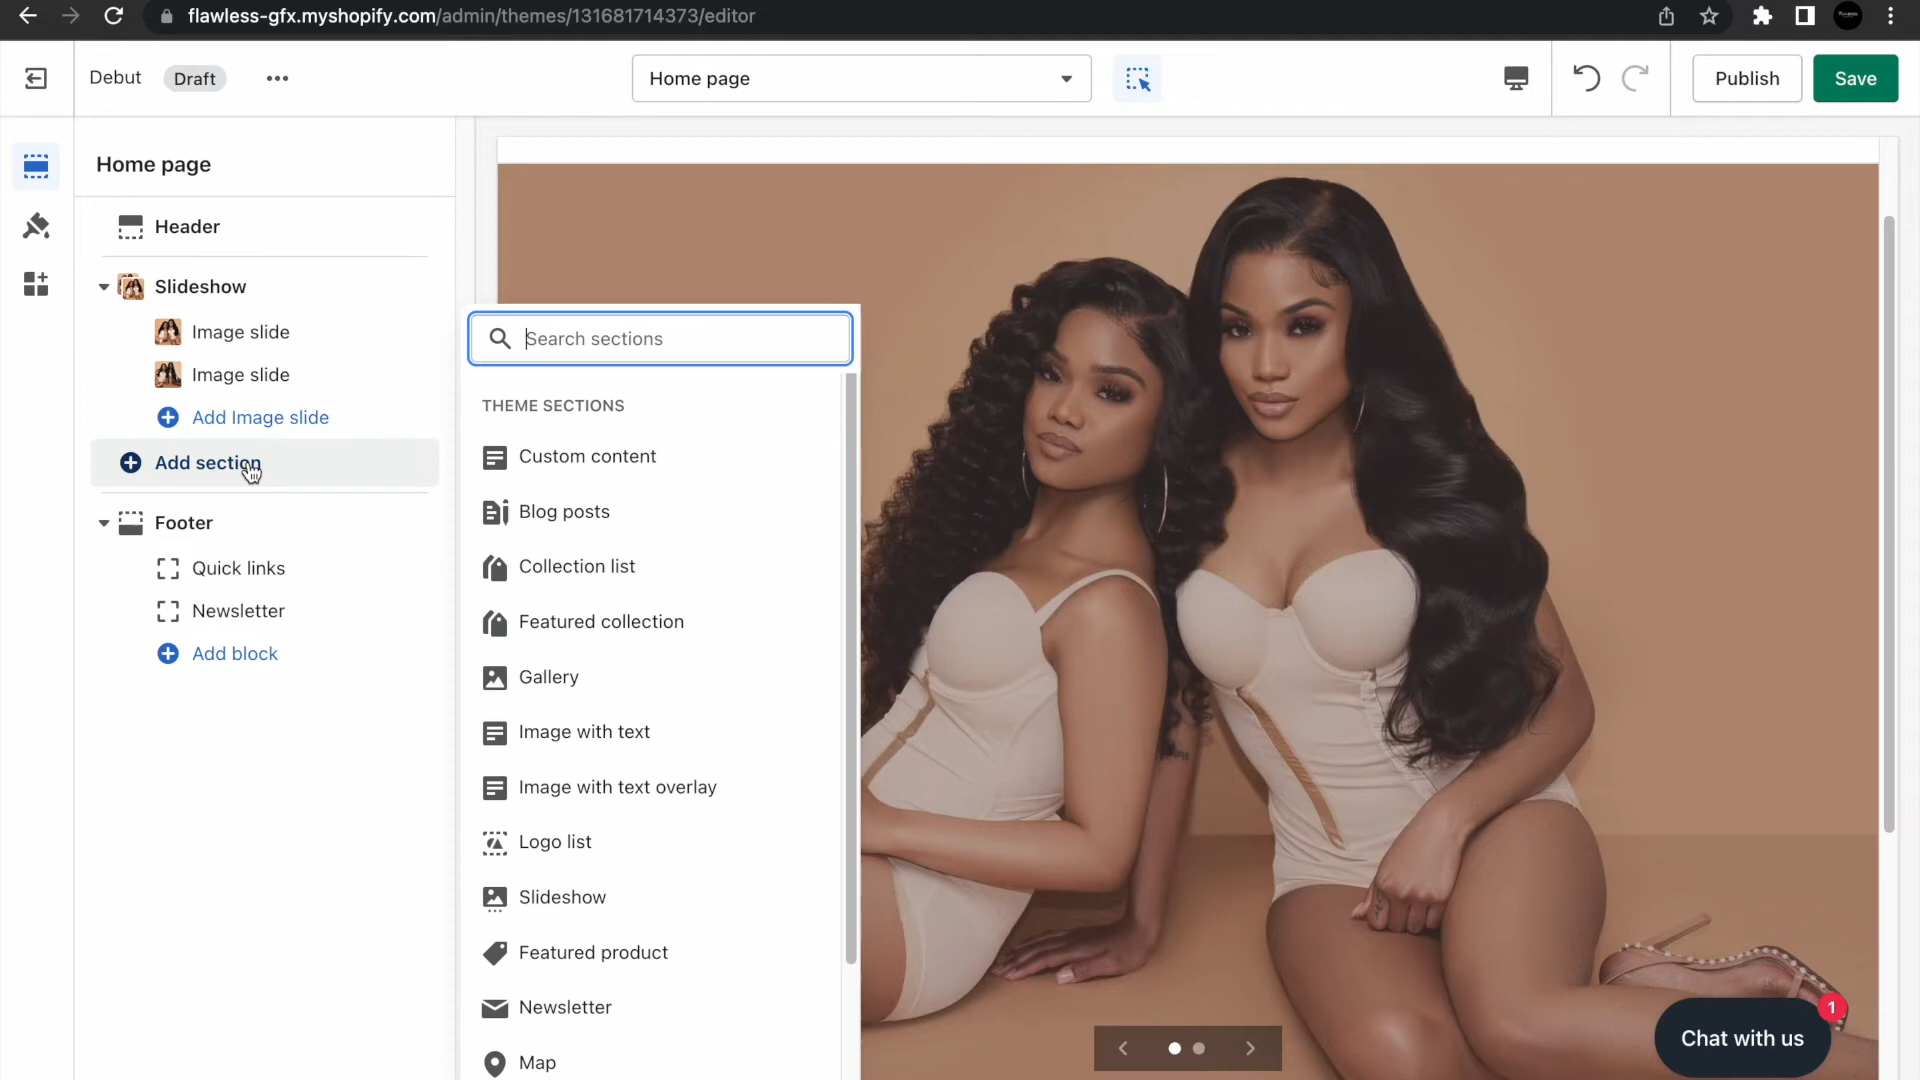 flawless-gfx.myshopify.com/admin/themes/131681714373/editor
Debut
Draft
Home page
Publish
Save
Home page
Header
Slideshow
Image slide
Image slide
Add Image slide
Add section
Footer
Quick links
Newsletter
Add block
Search sections
THEME SECTIONS
Custom content
Blog posts
Collection list
Featured collection
Gallery
Image with text
Image with text overlay
Logo list
Slideshow
Featured product
Newsletter
Map
1
Chat with us